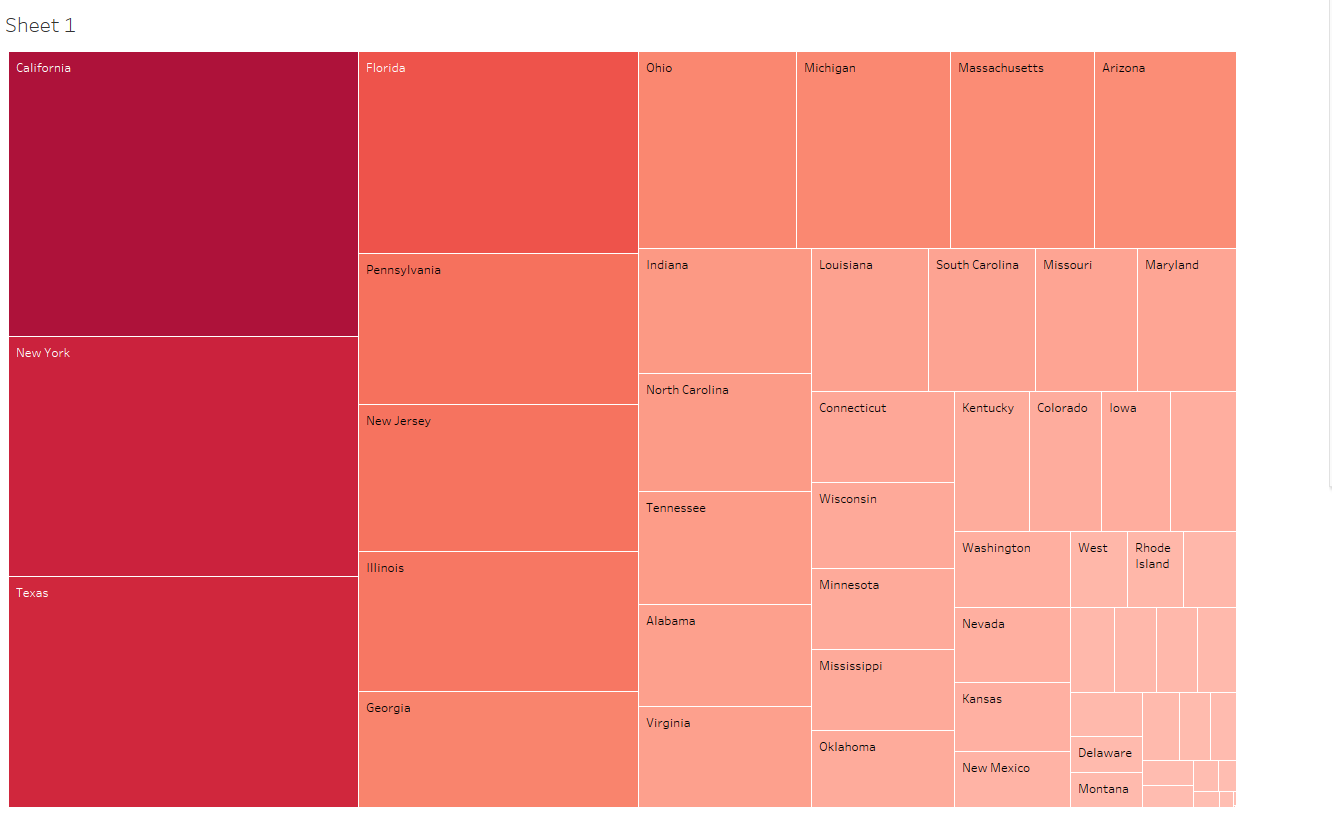 Sheet 1
California
New York
Texas
Florida
Pennsylvania
New Jersey
Illinois
Georgia
Ohio
Michigan
Massachusetts
Arizona
Indiana
North Carolina
Tennessee
Alabama
Virginia
Louisiana
South Carolina
Missouri
Maryland
Connecticut
Wisconsin
Minnesota
Mississippi
Oklahoma
Kentucky
Colorado
Iowa
Washington
Nevada
Kansas
New Mexico
West
Rhode
Island
Delaware
Montana